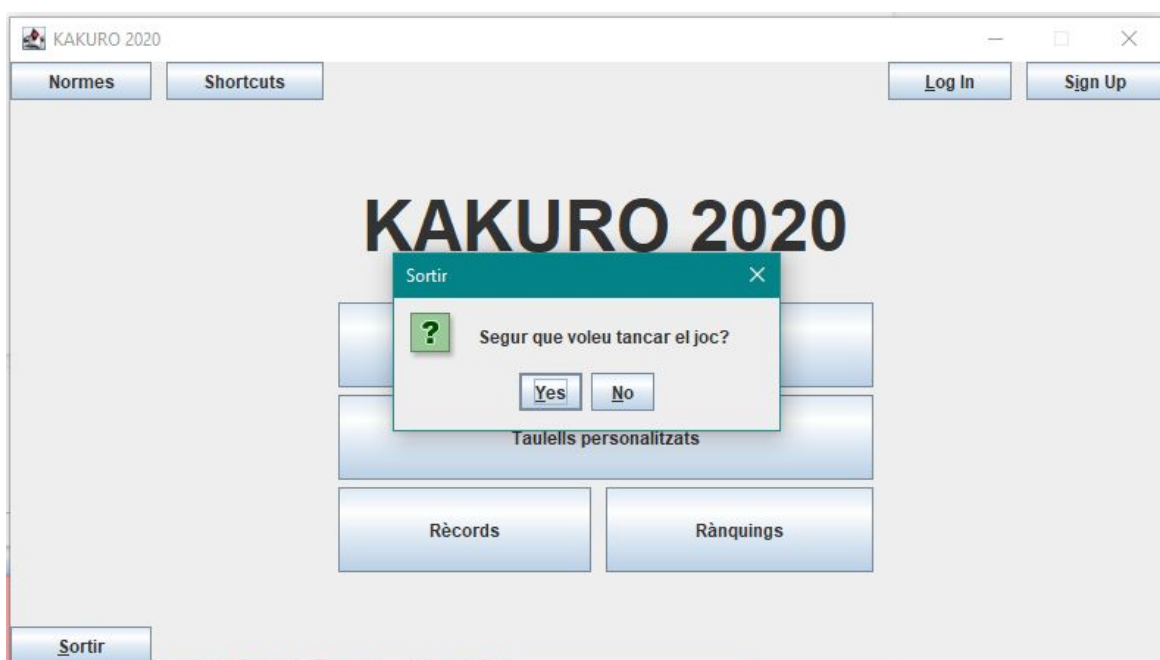 KAKURO 2020
Normes Shortcuts Log In Sign Up
KAKURO 2020
Sortir
?
Segur que voleu tancar el joc?
Yes No
Taulells personalitzats
Rècords Rànquings
Sortir